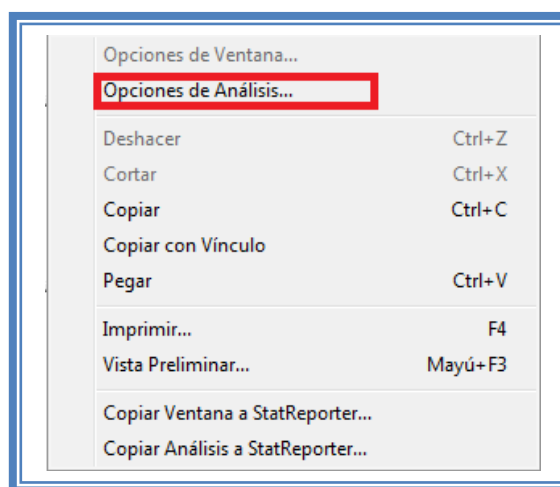 Opciones de Ventana...
Opciones de Análisis...
Deshacer Ctrl+Z
Cortar Ctrl+X
Copiar Ctrl+C
Copiar con Vínculo
Pegar Ctrl+V
Imprimir... F4
Vista Preliminar... Mayú+F3
Copiar Ventana a StatReporter...
Copiar Análisis a StatReporter...